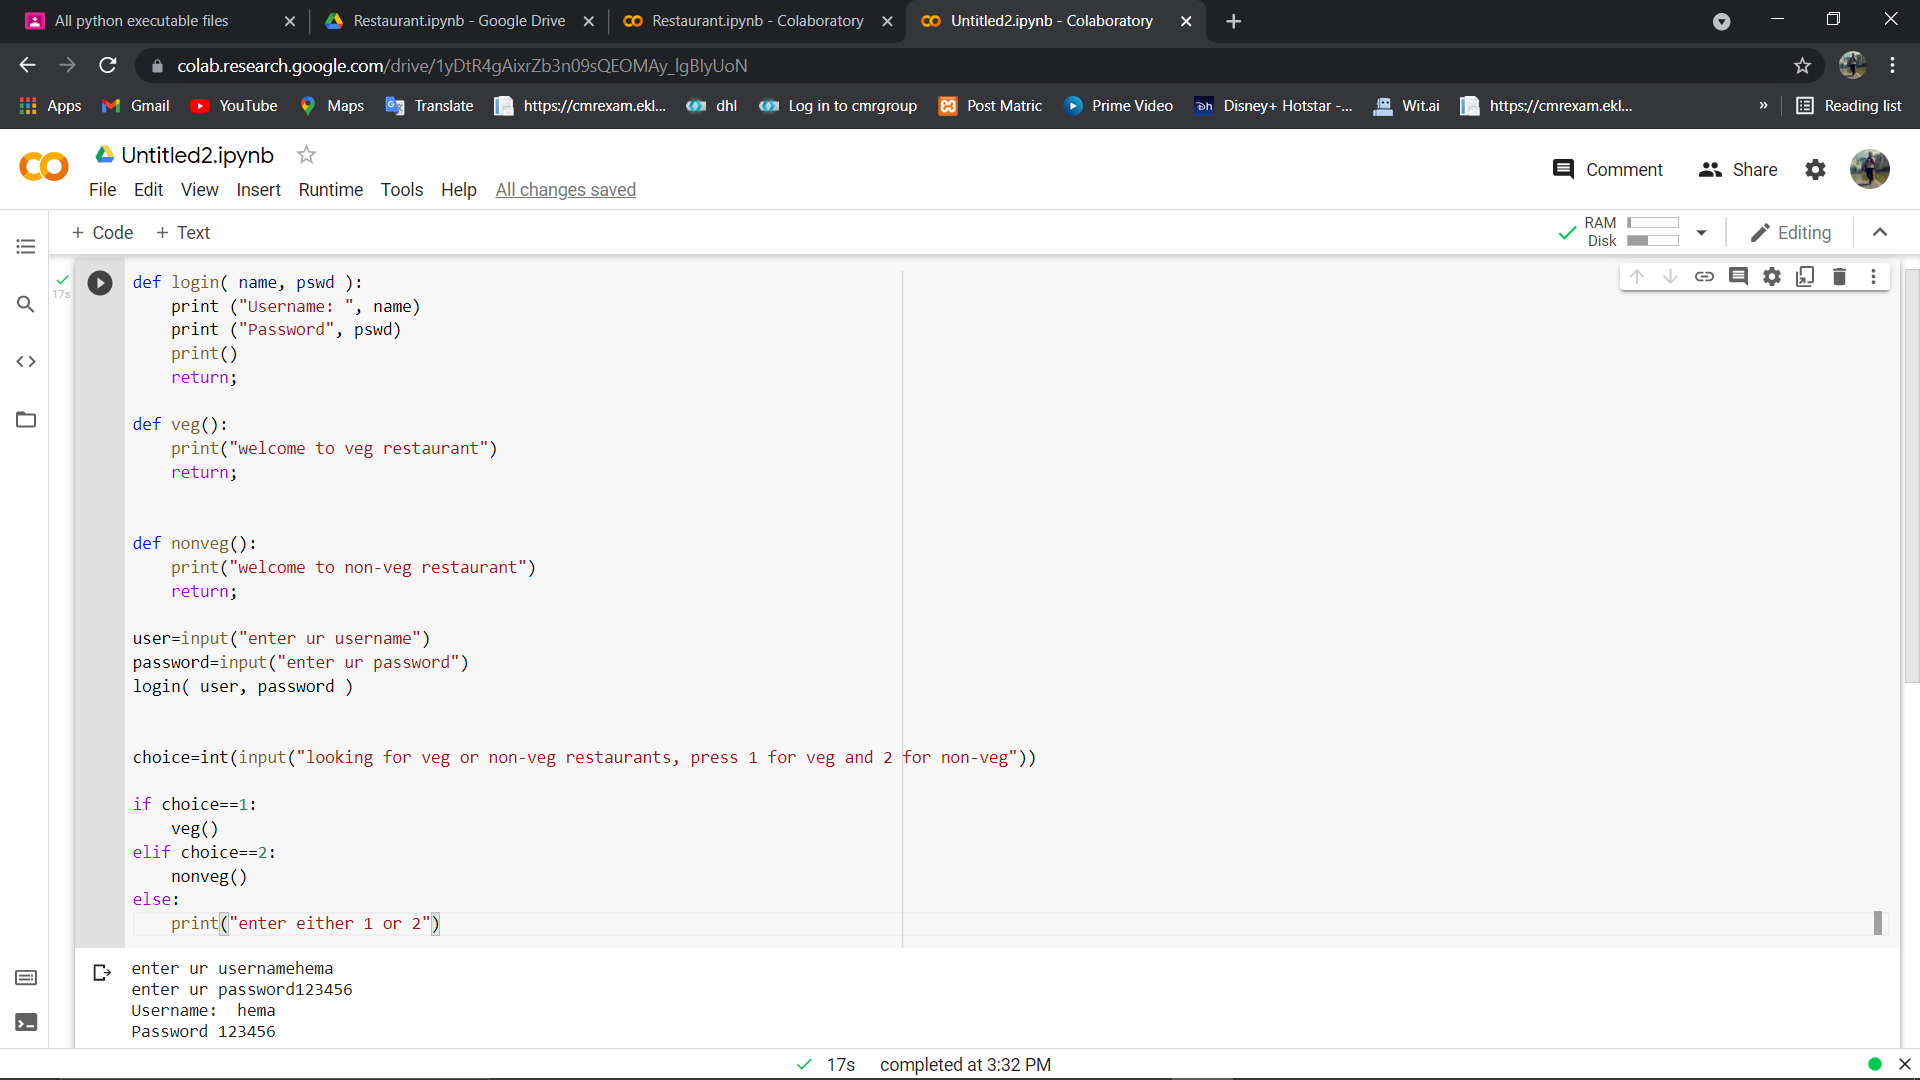 All python executable files
Restaurant.ipynb - Google Drive
Restaurant.ipynb - Colaboratory
Untitled2.ipynb - Colaboratory
colab.research.google.com/drive/1yDtR4gAixrZb3n09sQEOMAy_lgBlyUoN
Apps Gmail YouTube Maps Translate https://cmrexam.ekl... dhl Log in to cmrgroup Post Matric Prime Video Disney+ Hotstar -... Wit.ai https://cmrexam.ekl... » Reading list
Untitled2.ipynb
Comment Share
File Edit View Insert Runtime Tools Help All changes saved
+ Code + Text
RAM
Disk
Editing
17s
def login( name, pswd ):
    print ("Username: ", name)
    print ("Password", pswd)
    print()
    return;
def veg():
    print("welcome to veg restaurant")
    return;
def nonveg():
    print("welcome to non-veg restaurant")
    return;
user=input("enter ur username")
password=input("enter ur password")
login( user, password )
choice=int(input("looking for veg or non-veg restaurants, press 1 for veg and 2 for non-veg"))
if choice==1:
    veg()
elif choice==2:
    nonveg()
else:
    print("enter either 1 or 2")
enter ur usernamehema
enter ur password123456
Username:  hema
Password 123456
17s completed at 3:32 PM